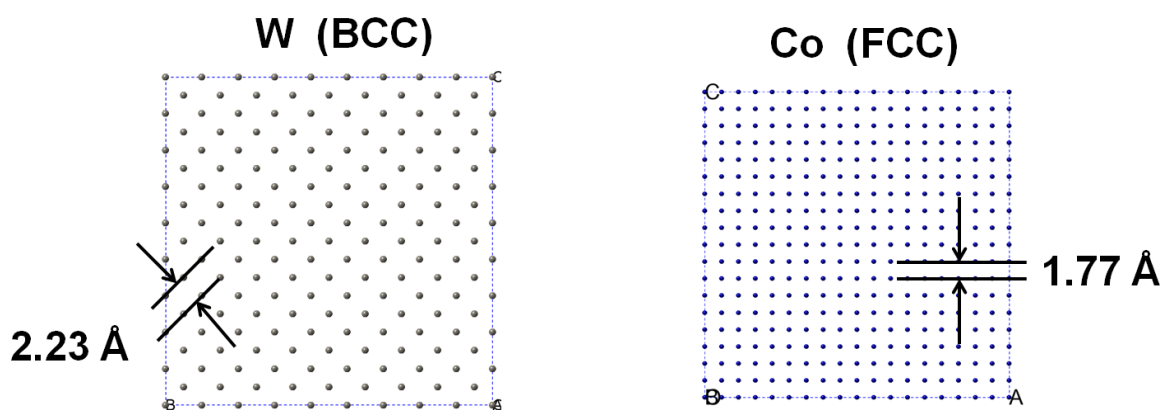 W (BCC)
Co (FCC)
C
C
2.23 Å
1.77 Å
B
A